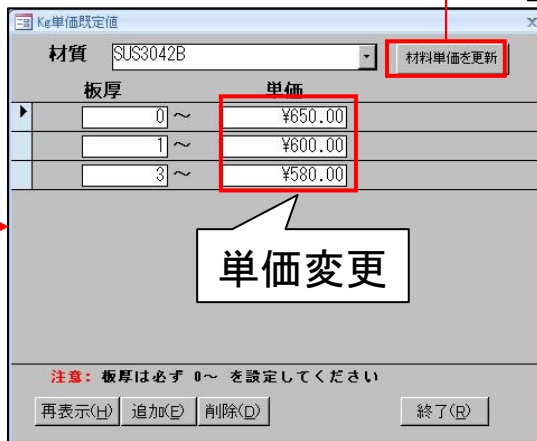 Kg単価既定値
材質 SUS3042B 材料単価を更新
板厚 単価
0 ～ ¥650.00
1 ～ ¥600.00
3 ～ ¥580.00
単価変更
注意: 板厚は必ず 0～ を設定してください
再表示(H) 追加(E) 削除(D) 終了(R)